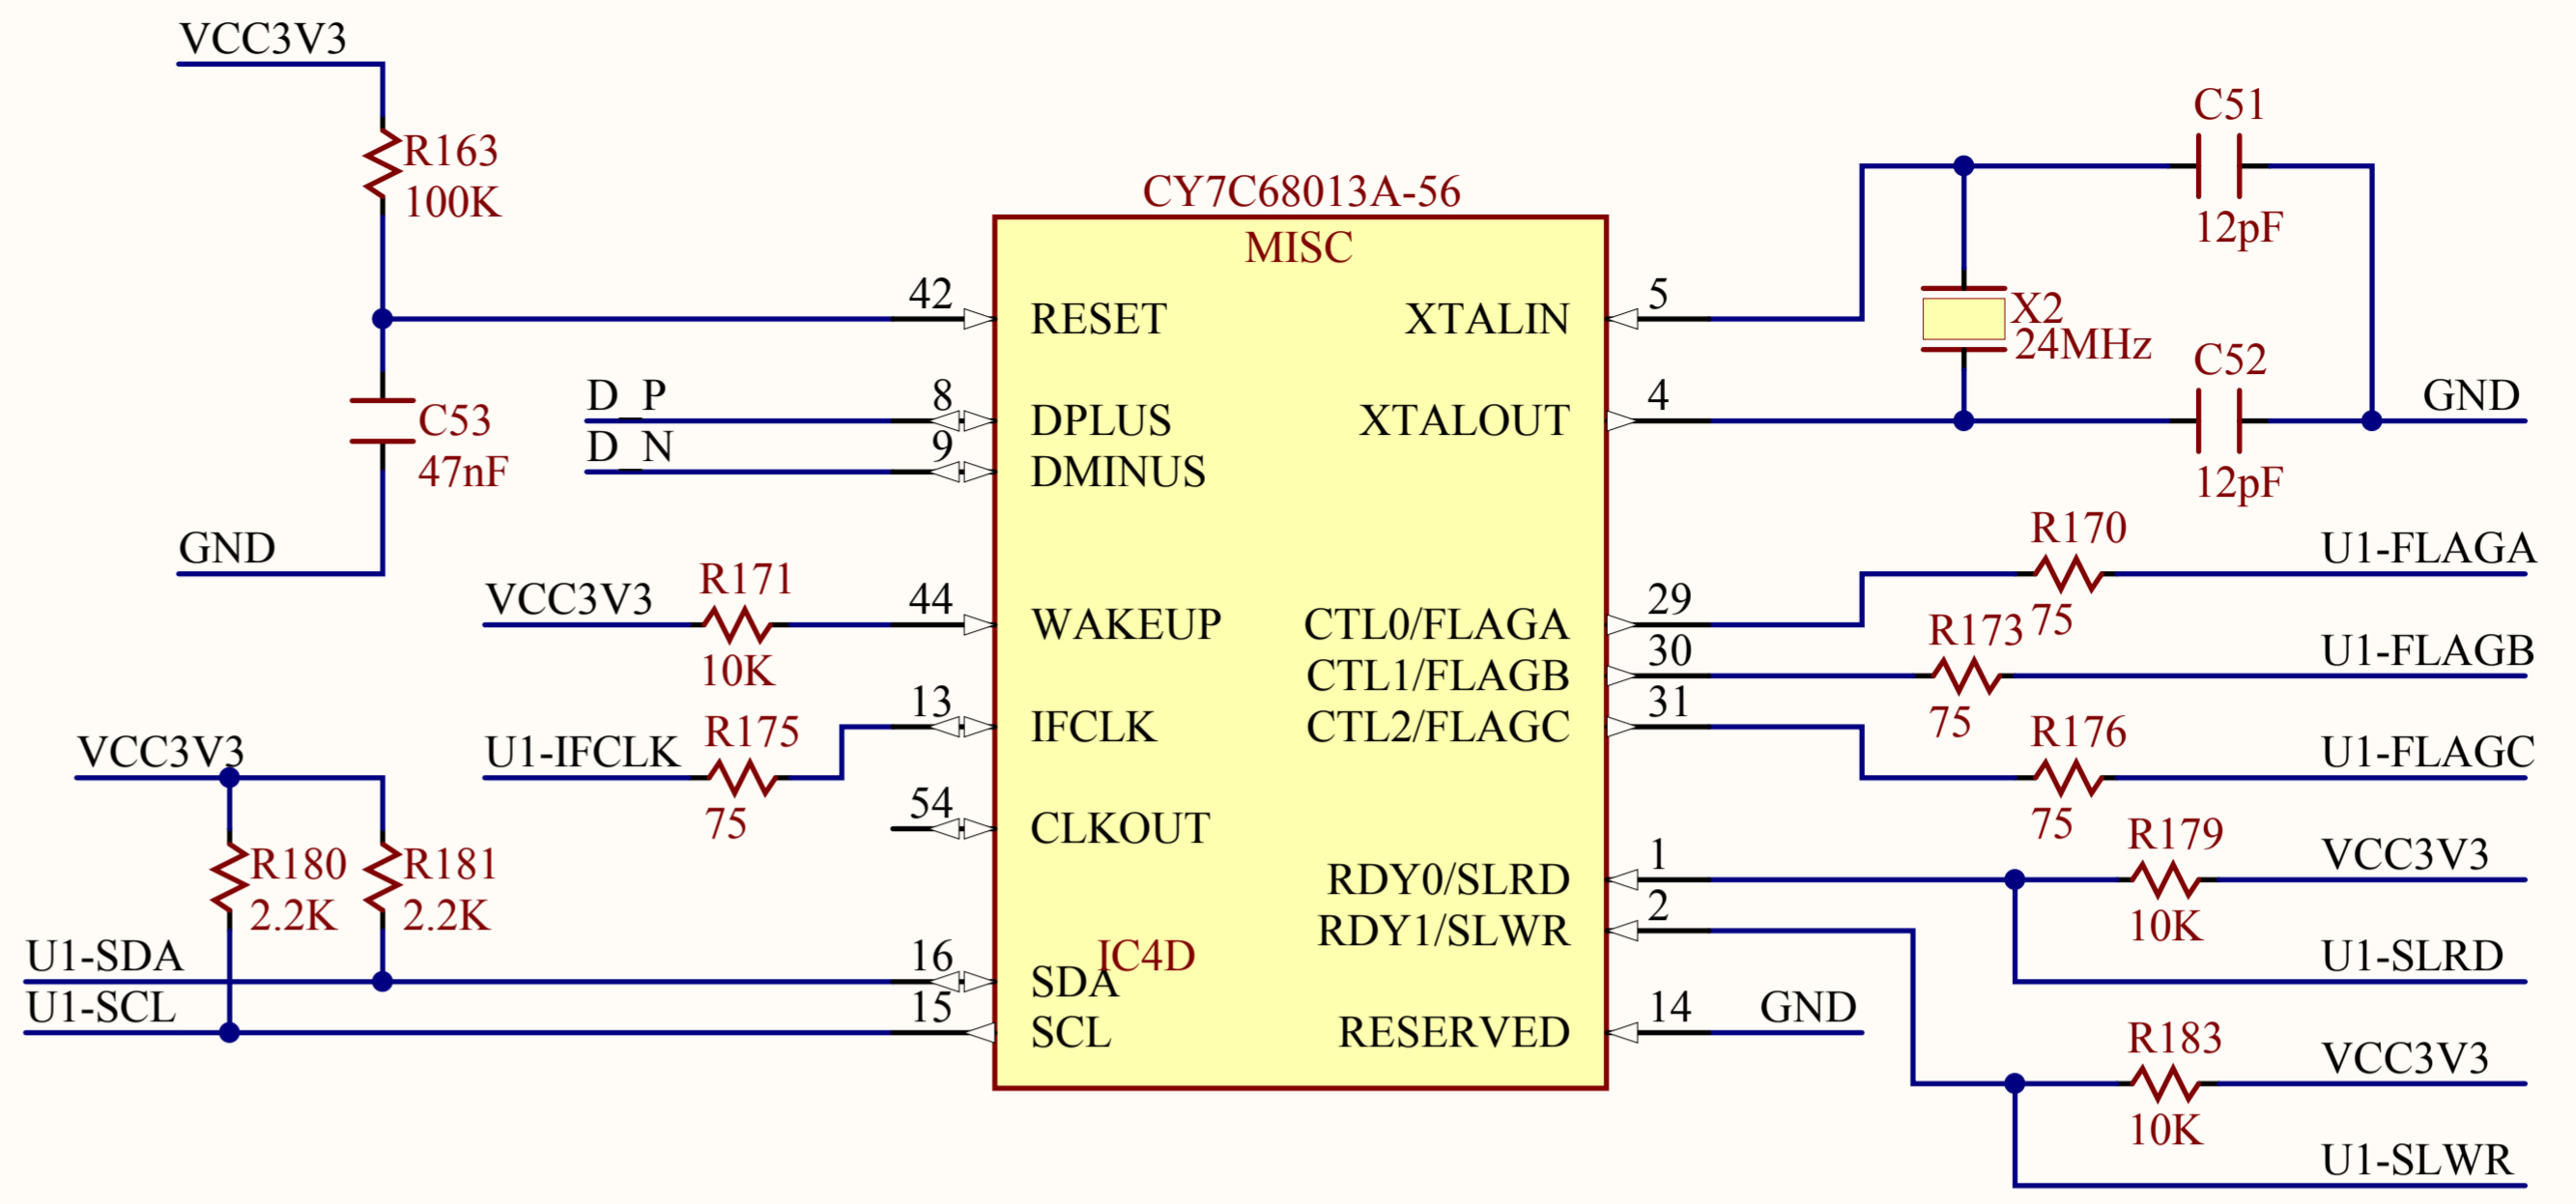 VCC3V3
R163
100K
C53
47nF
GND
D_P
D_N
VCC3V3
R171
10K
U1-IFCLK
R175
75
VCC3V3
R180
2.2K
R181
2.2K
U1-SDA
U1-SCL
42
8
9
44
13
54
16
15
CY7C68013A-56
MISC
RESET
DPLUS
DMINUS
WAKEUP
IFCLK
CLKOUT
IC4D
SDA
SCL
XTALIN
XTALOUT
CTL0/FLAGA
CTL1/FLAGB
CTL2/FLAGC
RDY0/SLRD
RDY1/SLWR
RESERVED
5
4
29
30
31
1
2
14
GND
C51
12pF
X2
24MHz
C52
12pF
GND
R170
75
U1-FLAGA
R173
75
U1-FLAGB
R176
75
U1-FLAGC
R179
10K
VCC3V3
U1-SLRD
R183
10K
VCC3V3
U1-SLWR